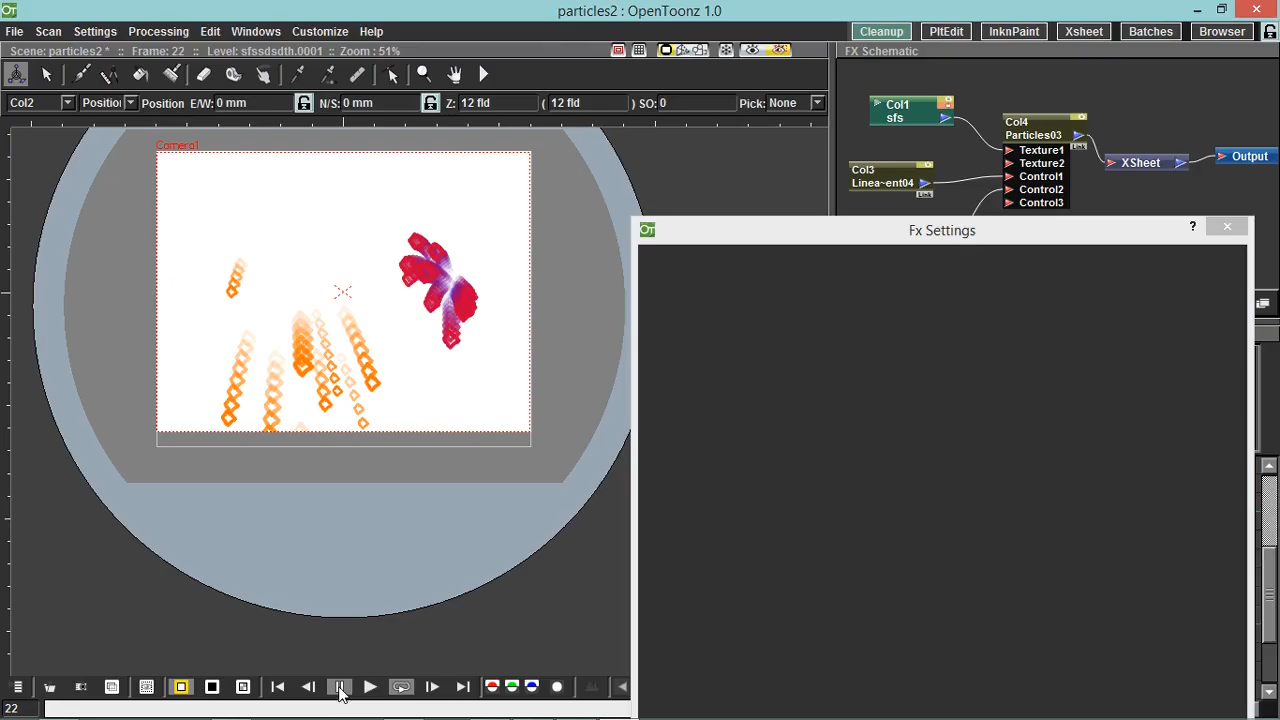 particles2 : OpenToonz 1.0
File Scan Settings Processing Edit Windows Customize Help
Cleanup PltEdit InknPaint Xsheet Batches Browser
Scene: particles2 * :: Frame: 22 :: Level: sfssdsdth.0001 :: Zoom : 51%
FX Schematic
Col2 Position E/W: 0 mm N/S: 0 mm Z: 12 fld ( 12 fld ) SO: 0 Pick: None
Camera1
Col1
sfs
Col4
Particles03
Link
Texture1
Texture2
Control1
Control2
Control3
Col3
Linea~ent04
Link
XSheet
Output
Fx Settings
?
22